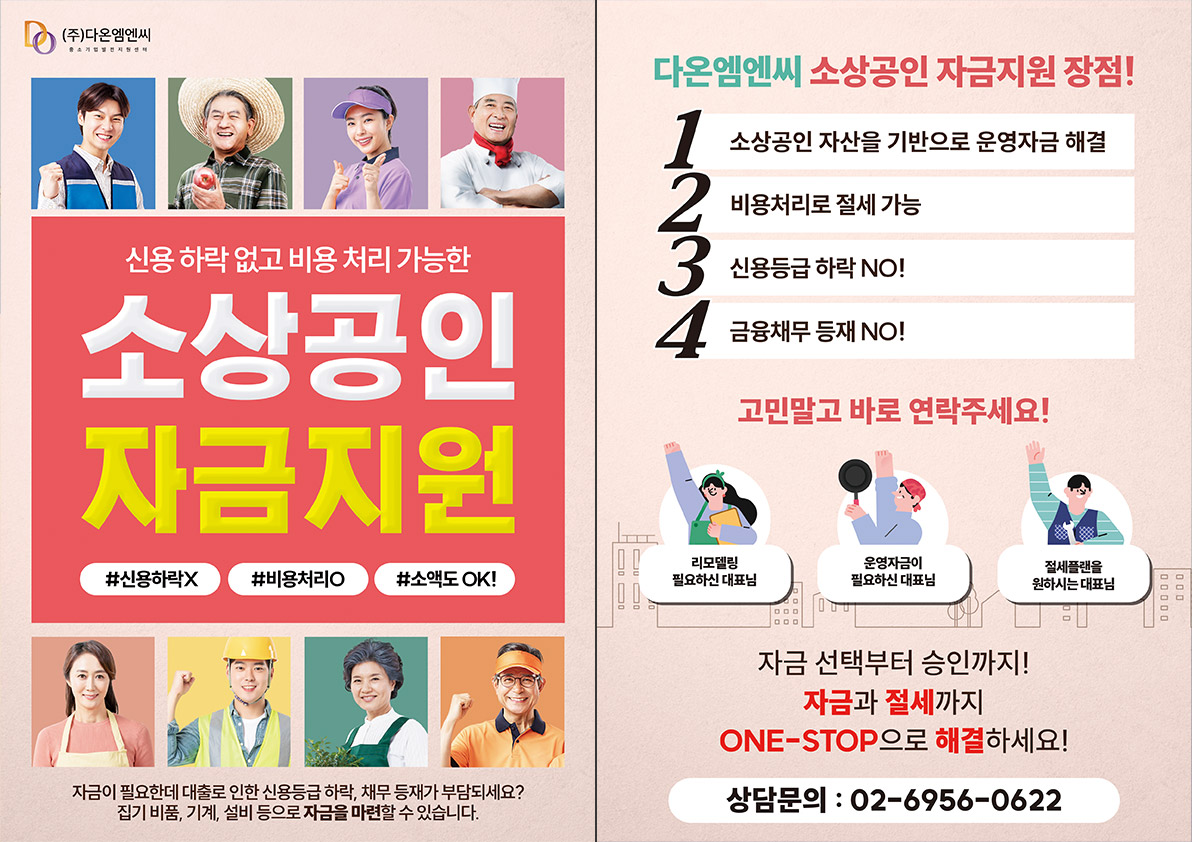 DO
(주)다온엠엔씨
중소기업발전지원센터
신용 하락 없고 비용 처리 가능한
소상공인
자금지원
#신용하락X
#비용처리O
#소액도 OK!
자금이 필요한데 대출로 인한 신용등급 하락, 채무 등재가 부담되세요?
집기 비품, 기계, 설비 등으로 자금을 마련할 수 있습니다.
다온엠엔씨 소상공인 자금지원 장점!
1 소상공인 자산을 기반으로 운영자금 해결
2 비용처리로 절세 가능
3 신용등급 하락 NO!
4 금융채무 등재 NO!
고민말고 바로 연락주세요!
리모델링
필요하신 대표님
운영자금이
필요하신 대표님
절세플랜을
원하시는 대표님
자금 선택부터 승인까지!
자금과 절세까지
ONE-STOP으로 해결하세요!
상담문의 : 02-6956-0622